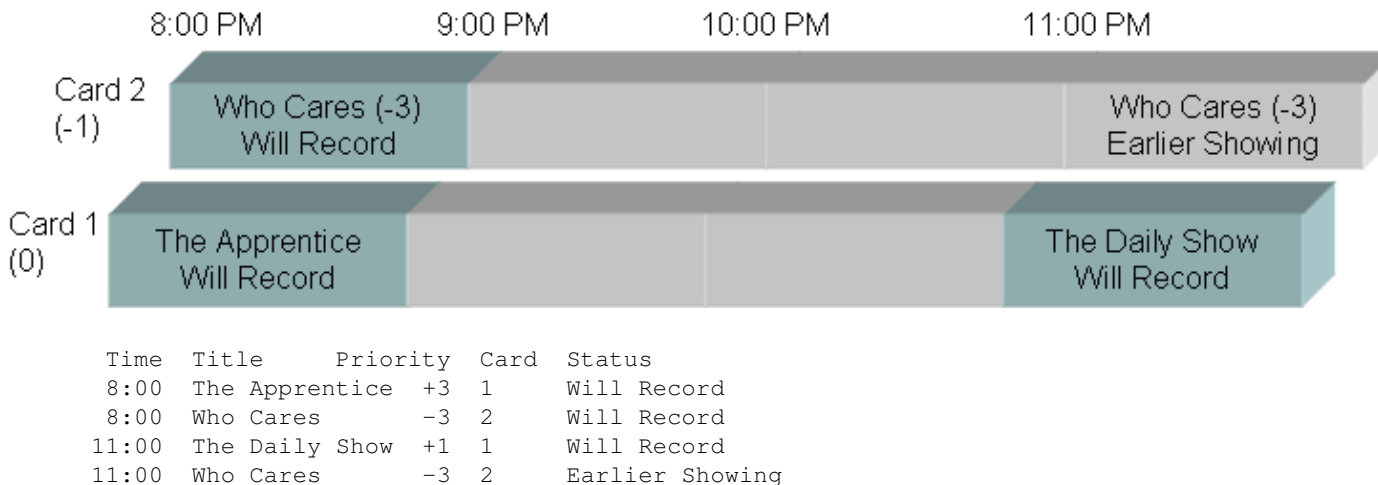 8:00 PM 9:00 PM 10:00 PM 11:00 PM
Card 2
(-1)
Who Cares (-3)
Will Record
Who Cares (-3)
Earlier Showing
Card 1
(0)
The Apprentice
Will Record
The Daily Show
Will Record
Time Title Priority Card Status
8:00 The Apprentice +3 1 Will Record
8:00 Who Cares -3 2 Will Record
11:00 The Daily Show +1 1 Will Record
11:00 Who Cares -3 2 Earlier Showing